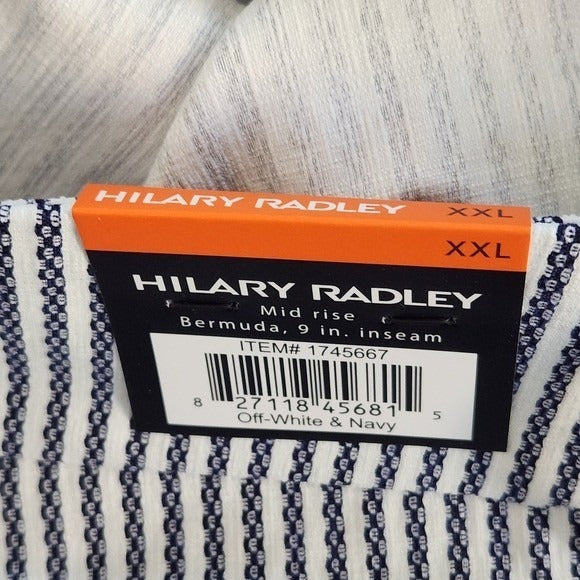 HILARY RADLEY XXL
XXL
HILARY RADLEY
Mid rise
Bermuda, 9 in. inseam
ITEM# 1745667
8 27118 45681 5
Off-White & Navy